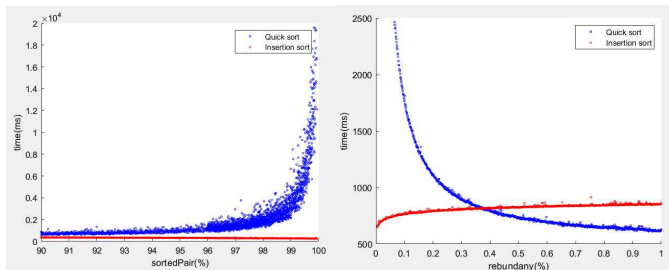 ×10⁴
2
1.8
1.6
1.4
1.2
1
0.8
0.6
0.4
0.2
0
time(ms)
90 91 92 93 94 95 96 97 98 99 100
sortedPair(%)
Quick sort
Insertion sort
2500
2000
1500
1000
500
time(ms)
0 0.1 0.2 0.3 0.4 0.5 0.6 0.7 0.8 0.9 1
rebundany(%)
Quick sort
Insertion sort